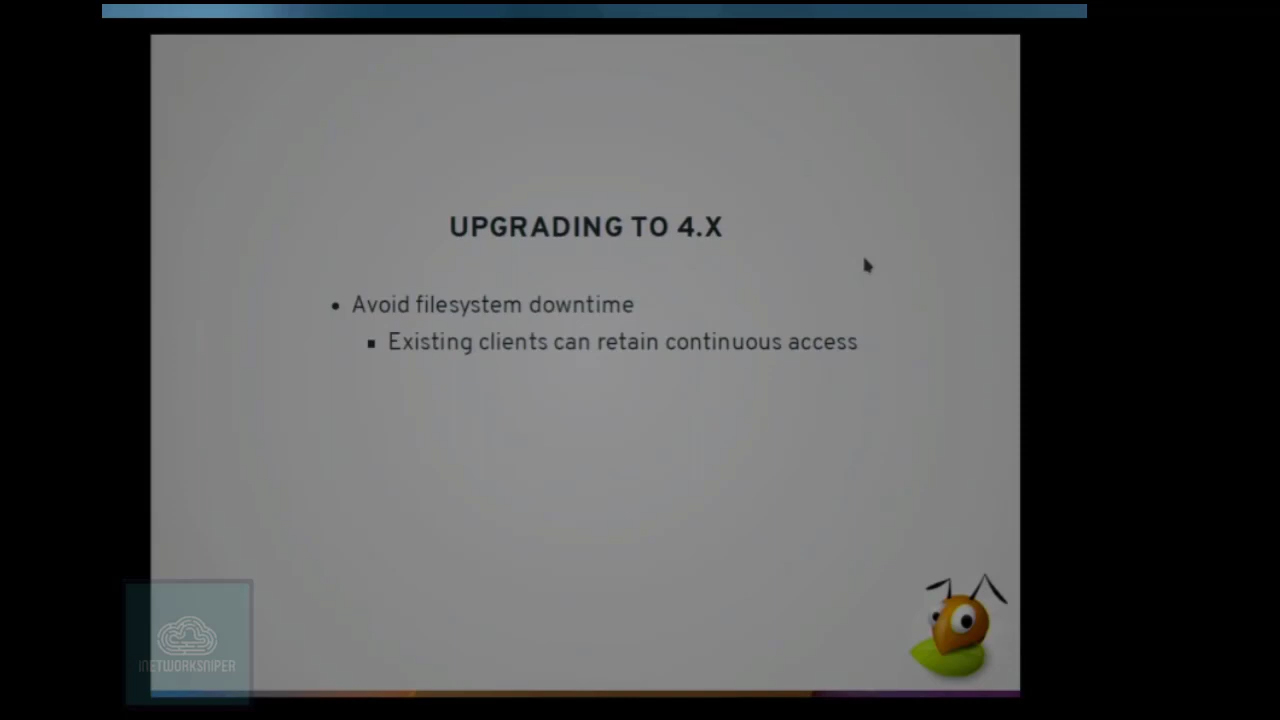 UPGRADING TO 4.X
• Avoid filesystem downtime
▪ Existing clients can retain continuous access
INETWORKSNIPER